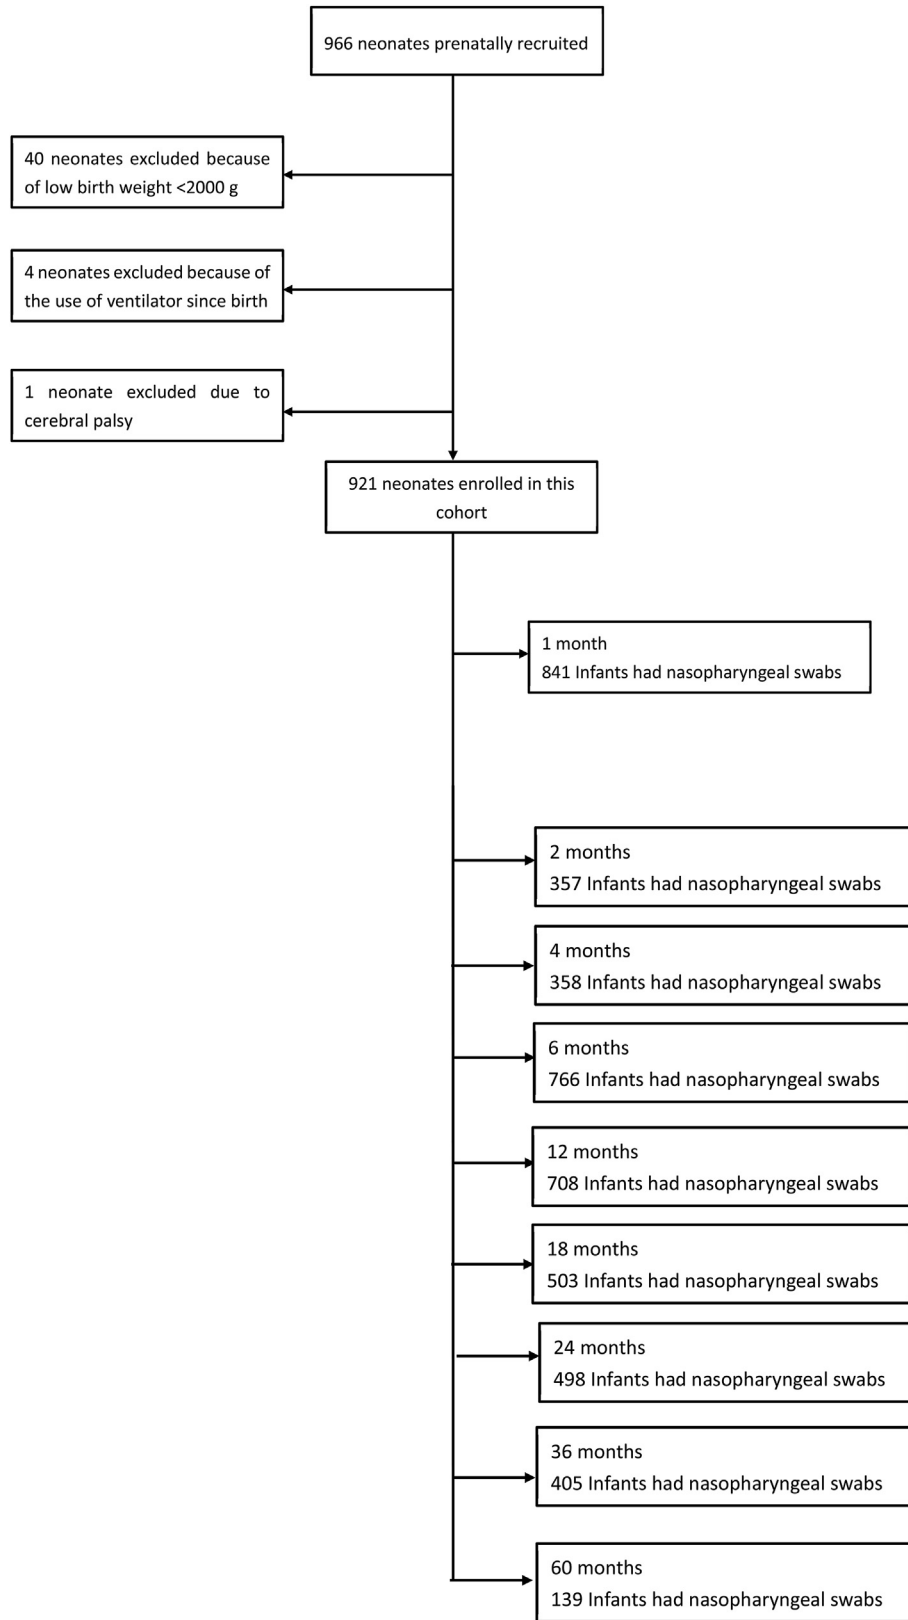 966 neonates prenatally recruited
40 neonates excluded because
of low birth weight <2000 g
4 neonates excluded because of
the use of ventilator since birth
1 neonate excluded due to
cerebral palsy
921 neonates enrolled in this
cohort
1 month
841 Infants had nasopharyngeal swabs
2 months
357 Infants had nasopharyngeal swabs
4 months
358 Infants had nasopharyngeal swabs
6 months
766 Infants had nasopharyngeal swabs
12 months
708 Infants had nasopharyngeal swabs
18 months
503 Infants had nasopharyngeal swabs
24 months
498 Infants had nasopharyngeal swabs
36 months
405 Infants had nasopharyngeal swabs
60 months
139 Infants had nasopharyngeal swabs